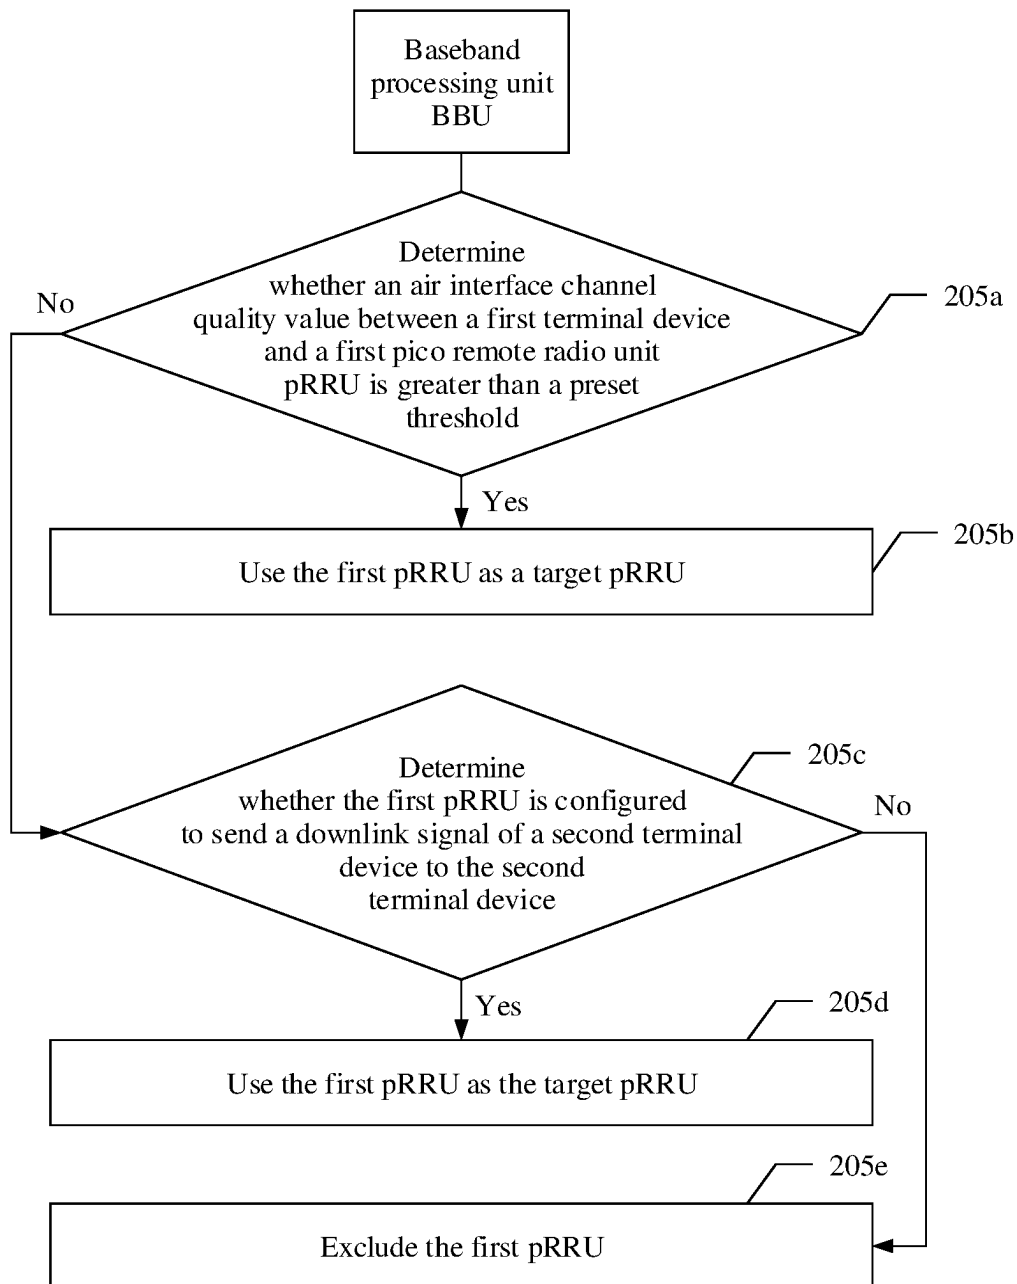 Baseband
processing unit
BBU
Determine
whether an air interface channel
quality value between a first terminal device
and a first pico remote radio unit
pRRU is greater than a preset
threshold
No
205a
Yes
205b
Use the first pRRU as a target pRRU
205c
Determine
whether the first pRRU is configured
to send a downlink signal of a second terminal
device to the second
terminal device
No
Yes
205d
Use the first pRRU as the target pRRU
205e
Exclude the first pRRU